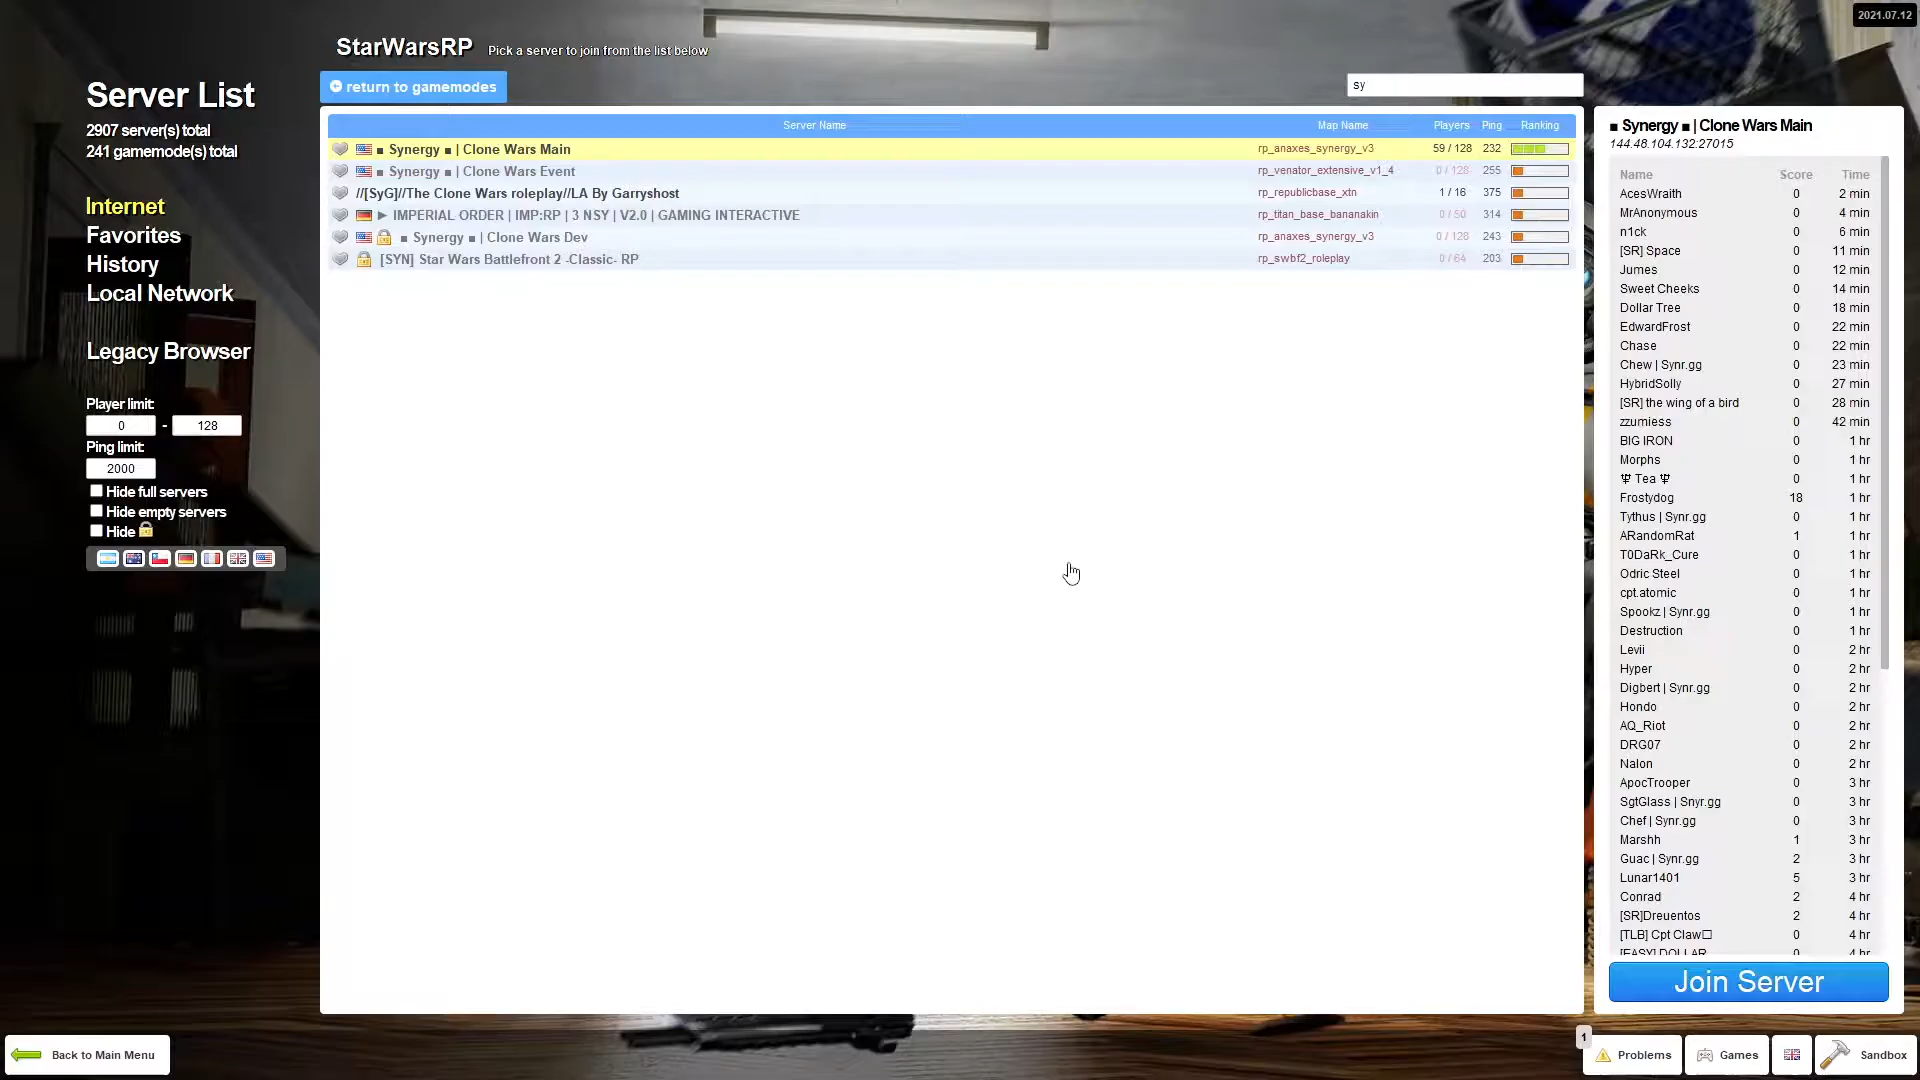 2021.07.12
StarWarsRP Pick a server to join from the list below
return to gamemodes
sy
Server List
2907 server(s) total
241 gamemode(s) total
Internet
Favorites
History
Local Network
Legacy Browser
Player limit:
0 - 128
Ping limit:
2000
Hide full servers
Hide empty servers
Hide
Server Name Map Name Players Ping Ranking
■ Synergy ■ | Clone Wars Main rp_anaxes_synergy_v3 59 / 128 232
■ Synergy ■ | Clone Wars Event rp_venator_extensive_v1_4 0 / 128 255
//[SyG]//The Clone Wars roleplay//LA By Garryshost rp_republicbase_xtn 1 / 16 375
► IMPERIAL ORDER | IMP:RP | 3 NSY | V2.0 | GAMING INTERACTIVE rp_titan_base_bananakin 0 / 50 314
■ Synergy ■ | Clone Wars Dev rp_anaxes_synergy_v3 0 / 128 243
[SYN] Star Wars Battlefront 2 -Classic- RP rp_swbf2_roleplay 0 / 64 203
■ Synergy ■ | Clone Wars Main
144.48.104.132:27015
Name Score Time
AcesWraith 0 2 min
MrAnonymous 0 4 min
n1ck 0 6 min
[SR] Space 0 11 min
Jumes 0 12 min
Sweet Cheeks 0 14 min
Dollar Tree 0 18 min
EdwardFrost 0 22 min
Chase 0 22 min
Chew | Synr.gg 0 23 min
HybridSolly 0 27 min
[SR] the wing of a bird 0 28 min
zzumiess 0 42 min
BIG IRON 0 1 hr
Morphs 0 1 hr
♆ Tea ♆ 0 1 hr
Frostydog 18 1 hr
Tythus | Synr.gg 0 1 hr
ARandomRat 1 1 hr
T0DaRk_Cure 0 1 hr
Odric Steel 0 1 hr
cpt.atomic 0 1 hr
Spookz | Synr.gg 0 1 hr
Destruction 0 1 hr
Levii 0 2 hr
Hyper 0 2 hr
Digbert | Synr.gg 0 2 hr
Hondo 0 2 hr
AQ_Riot 0 2 hr
DRG07 0 2 hr
Nalon 0 2 hr
ApocTrooper 0 3 hr
SgtGlass | Snyr.gg 0 3 hr
Chef | Synr.gg 0 3 hr
Marshh 1 3 hr
Guac | Synr.gg 2 3 hr
Lunar1401 5 3 hr
Conrad 2 4 hr
[SR]Dreuentos 2 4 hr
[TLB] Cpt Claw□ 0 4 hr
[EASY] DOLLAR 0 4 hr
Join Server
Back to Main Menu
1
Problems
Games
Sandbox